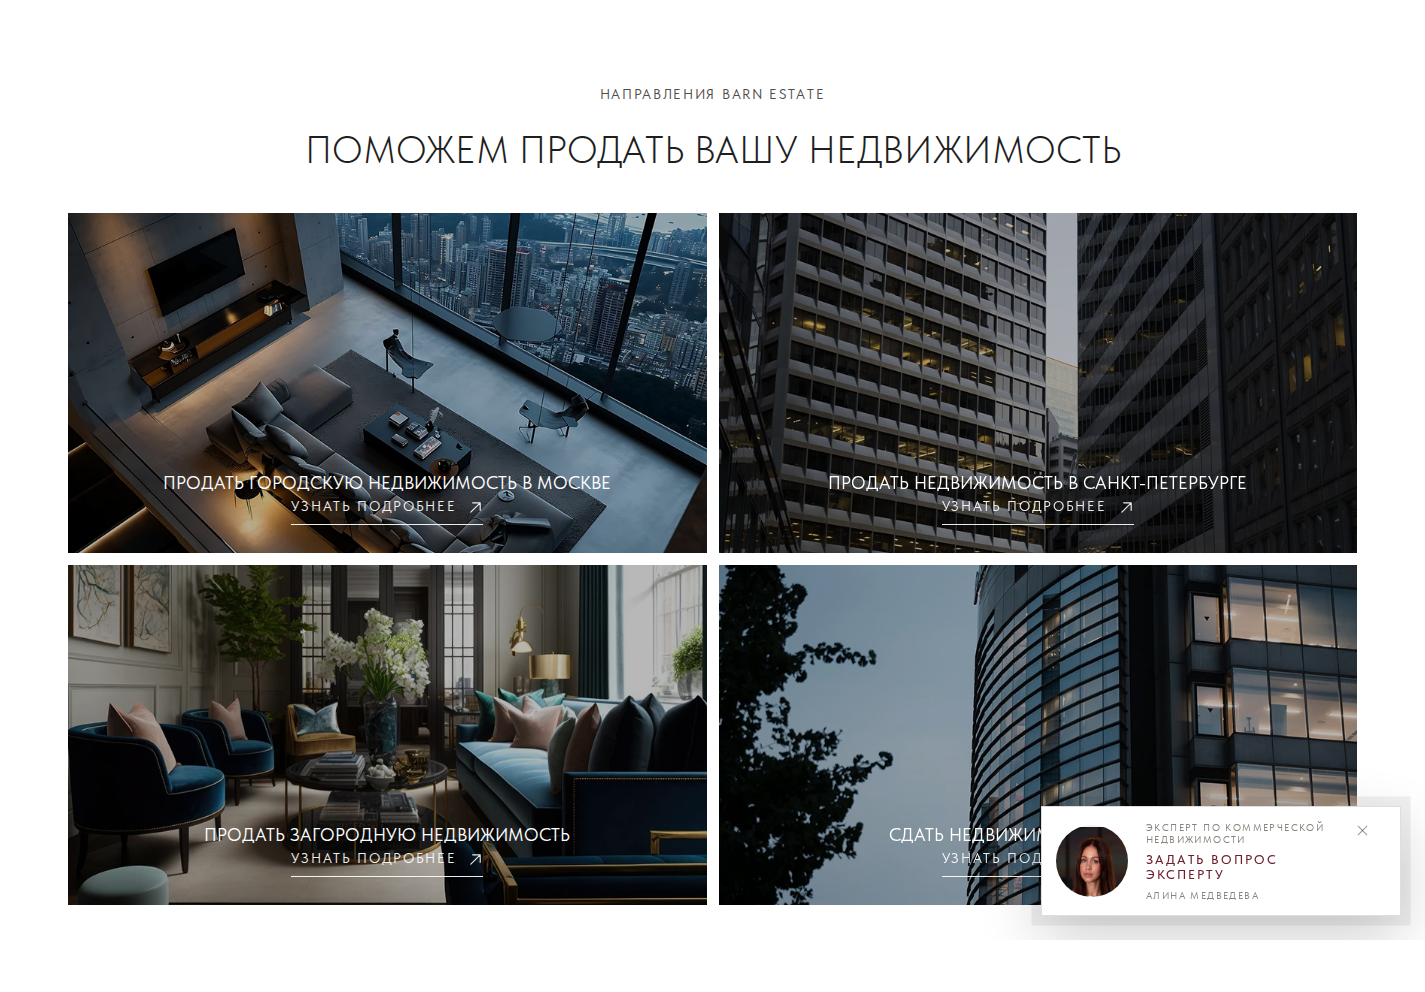 НАПРАВЛЕНИЯ BARN ESTATE
ПОМОЖЕМ ПРОДАТЬ ВАШУ НЕДВИЖИМОСТЬ
ПРОДАТЬ ГОРОДСКУЮ НЕДВИЖИМОСТЬ В МОСКВЕ
УЗНАТЬ ПОДРОБНЕЕ
ПРОДАТЬ НЕДВИЖИМОСТЬ В САНКТ-ПЕТЕРБУРГЕ
УЗНАТЬ ПОДРОБНЕЕ
ПРОДАТЬ ЗАГОРОДНУЮ НЕДВИЖИМОСТЬ
УЗНАТЬ ПОДРОБНЕЕ
СДАТЬ
УЗНАТЬ
ЭКСПЕРТ ПО КОММЕРЧЕСКОЙ
НЕДВИЖИМОСТИ
ЗАДАТЬ ВОПРОС
ЭКСПЕРТУ
АЛИНА МЕДВЕДЕВА